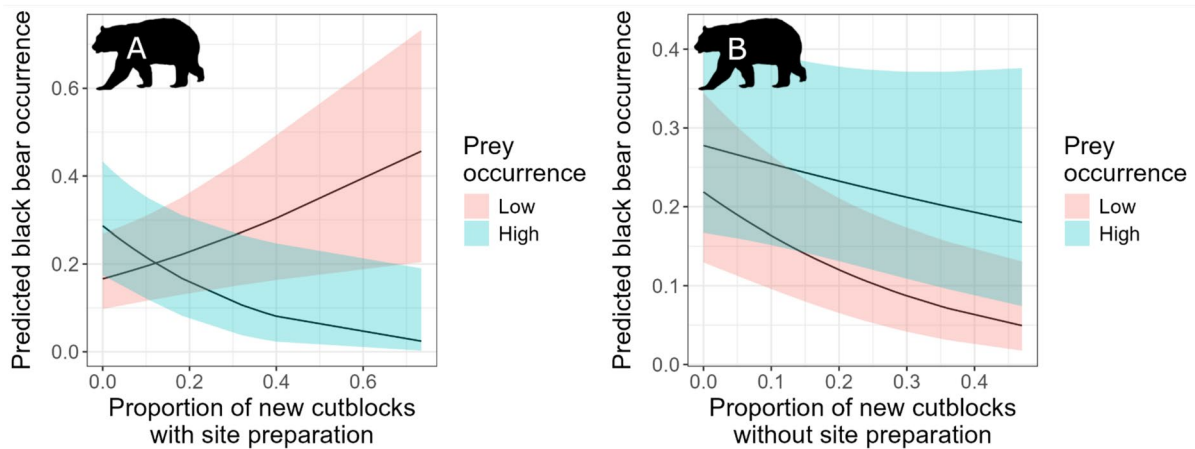 A
Predicted black bear occurrence
0.6
0.4
0.2
0.0
0.0 0.2 0.4 0.6
Proportion of new cutblocks
with site preparation
Prey
occurrence
Low
High
B
Predicted black bear occurrence
0.4
0.3
0.2
0.1
0.0
0.0 0.1 0.2 0.3 0.4
Proportion of new cutblocks
without site preparation
Prey
occurrence
Low
High